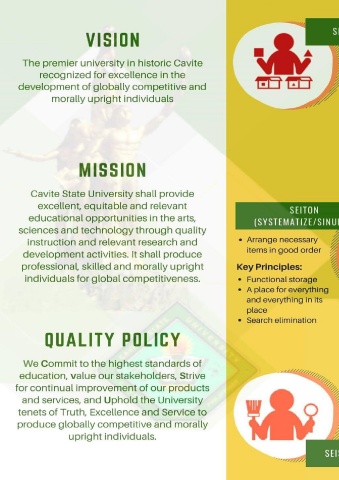 VISION
The premier university in historic Cavite
recognized for excellence in the
development of globally competitive and
morally upright individuals
MISSION
Cavite State University shall provide
excellent, equitable and relevant
educational opportunities in the arts,
sciences and technology through quality
instruction and relevant research and
development activities. It shall produce
professional, skilled and morally upright
individuals for global competitiveness.
QUALITY POLICY
We Commit to the highest standards of
education, value our stakeholders, Strive
for continual improvement of our products
and services, and Uphold the University
tenets of Truth, Excellence and Service to
produce globally competitive and morally
upright individuals.
SEITON
(SYSTEMATIZE/SINU
• Arrange necessary
items in good order
Key Principles:
• Functional storage
• A place for everything
and everything in its
place
• Search elimination
SEIS